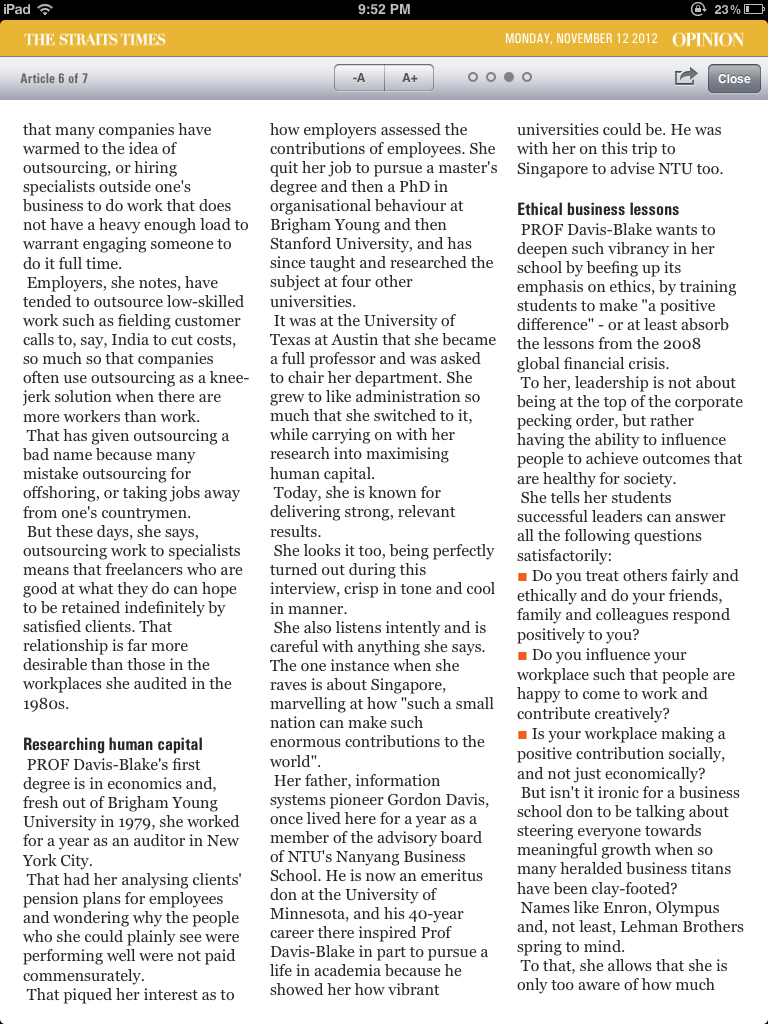 iPad
9:52 PM
23%
THE STRAITS TIMES
MONDAY, NOVEMBER 12 2012 OPINION
Article 6 of 7
-A
A+
Close
that many companies have
warmed to the idea of
outsourcing, or hiring
specialists outside one's
business to do work that does
not have a heavy enough load to
warrant engaging someone to
do it full time.
Employers, she notes, have
tended to outsource low-skilled
work such as fielding customer
calls to, say, India to cut costs,
so much so that companies
often use outsourcing as a knee-
jerk solution when there are
more workers than work.
That has given outsourcing a
bad name because many
mistake outsourcing for
offshoring, or taking jobs away
from one's countrymen.
But these days, she says,
outsourcing work to specialists
means that freelancers who are
good at what they do can hope
to be retained indefinitely by
satisfied clients. That
relationship is far more
desirable than those in the
workplaces she audited in the
1980s.
Researching human capital
PROF Davis-Blake's first
degree is in economics and,
fresh out of Brigham Young
University in 1979, she worked
for a year as an auditor in New
York City.
That had her analysing clients'
pension plans for employees
and wondering why the people
who she could plainly see were
performing well were not paid
commensurately.
That piqued her interest as to
how employers assessed the
contributions of employees. She
quit her job to pursue a master's
degree and then a PhD in
organisational behaviour at
Brigham Young and then
Stanford University, and has
since taught and researched the
subject at four other
universities.
It was at the University of
Texas at Austin that she became
a full professor and was asked
to chair her department. She
grew to like administration so
much that she switched to it,
while carrying on with her
research into maximising
human capital.
Today, she is known for
delivering strong, relevant
results.
She looks it too, being perfectly
turned out during this
interview, crisp in tone and cool
in manner.
She also listens intently and is
careful with anything she says.
The one instance when she
raves is about Singapore,
marvelling at how "such a small
nation can make such
enormous contributions to the
world".
Her father, information
systems pioneer Gordon Davis,
once lived here for a year as a
member of the advisory board
of NTU's Nanyang Business
School. He is now an emeritus
don at the University of
Minnesota, and his 40-year
career there inspired Prof
Davis-Blake in part to pursue a
life in academia because he
showed her how vibrant
universities could be. He was
with her on this trip to
Singapore to advise NTU too.
Ethical business lessons
PROF Davis-Blake wants to
deepen such vibrancy in her
school by beefing up its
emphasis on ethics, by training
students to make "a positive
difference" - or at least absorb
the lessons from the 2008
global financial crisis.
To her, leadership is not about
being at the top of the corporate
pecking order, but rather
having the ability to influence
people to achieve outcomes that
are healthy for society.
She tells her students
successful leaders can answer
all the following questions
satisfactorily:
■ Do you treat others fairly and
ethically and do your friends,
family and colleagues respond
positively to you?
■ Do you influence your
workplace such that people are
happy to come to work and
contribute creatively?
■ Is your workplace making a
positive contribution socially,
and not just economically?
But isn't it ironic for a business
school don to be talking about
steering everyone towards
meaningful growth when so
many heralded business titans
have been clay-footed?
Names like Enron, Olympus
and, not least, Lehman Brothers
spring to mind.
To that, she allows that she is
only too aware of how much